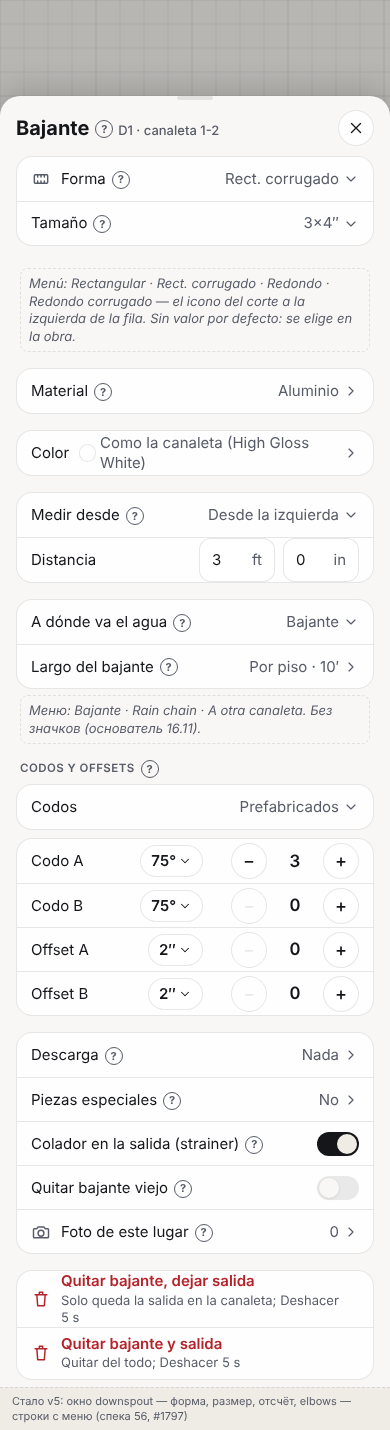 Bajante ? D1 · canaleta 1-2
Forma ? Rect. corrugado
Tamaño ? 3×4″
Menú: Rectangular · Rect. corrugado · Redondo ·
Redondo corrugado — el icono del corte a la
izquierda de la fila. Sin valor por defecto: se elige en
la obra.
Material ? Aluminio
Color Como la canaleta (High Gloss
White)
Medir desde ? Desde la izquierda
Distancia 3 ft 0 in
A dónde va el agua ? Bajante
Largo del bajante ? Por piso · 10′
Меню: Bajante · Rain chain · A otra canaleta. Без
значков (основатель 16.11).
CODOS Y OFFSETS ?
Codos Prefabricados
Codo A 75° − 3 +
Codo B 75° − 0 +
Offset A 2″ − 0 +
Offset B 2″ − 0 +
Descarga ? Nada
Piezas especiales ? No
Colador en la salida (strainer) ?
Quitar bajante viejo ?
Foto de este lugar ? 0
Quitar bajante, dejar salida
Solo queda la salida en la canaleta; Deshacer
5 s
Quitar bajante y salida
Quitar del todo; Deshacer 5 s
Стало v5: окно downspout — форма, размер, отсчёт, elbows —
строки с меню (спека 56, #1797)